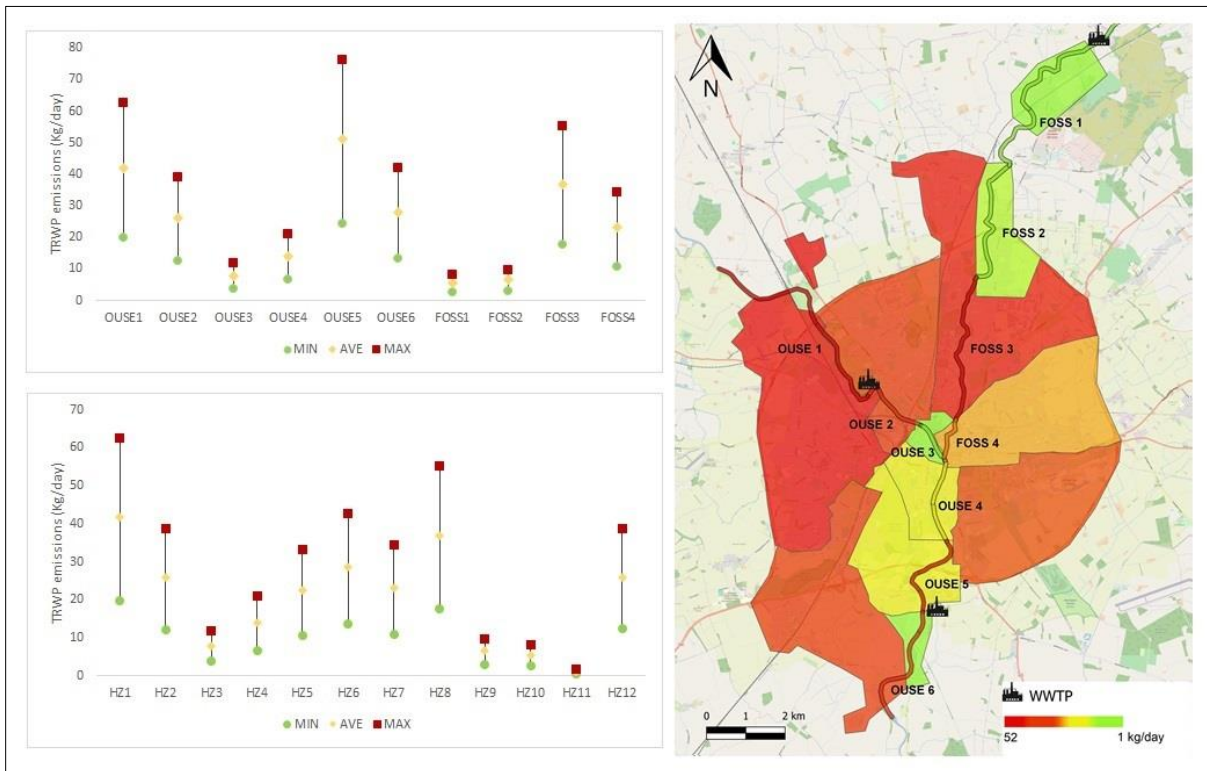 80
70
60
50
40
30
20
10
0
TRWP emissions (Kg/day)
OUSE1 OUSE2 OUSE3 OUSE4 OUSE5 OUSE6 FOSS1 FOSS2 FOSS3 FOSS4
MIN AVE MAX
70
60
50
40
30
20
10
0
TRWP emissions (Kg/day)
HZ1 HZ2 HZ3 HZ4 HZ5 HZ6 HZ7 HZ8 HZ9 HZ10 HZ11 HZ12
MIN AVE MAX
N
FOSS 1
FOSS 2
OUSE 1
FOSS 3
OUSE 2
OUSE 3
FOSS 4
OUSE 4
OUSE 5
OUSE 6
0 1 2 km
WWTP
52 1 kg/day